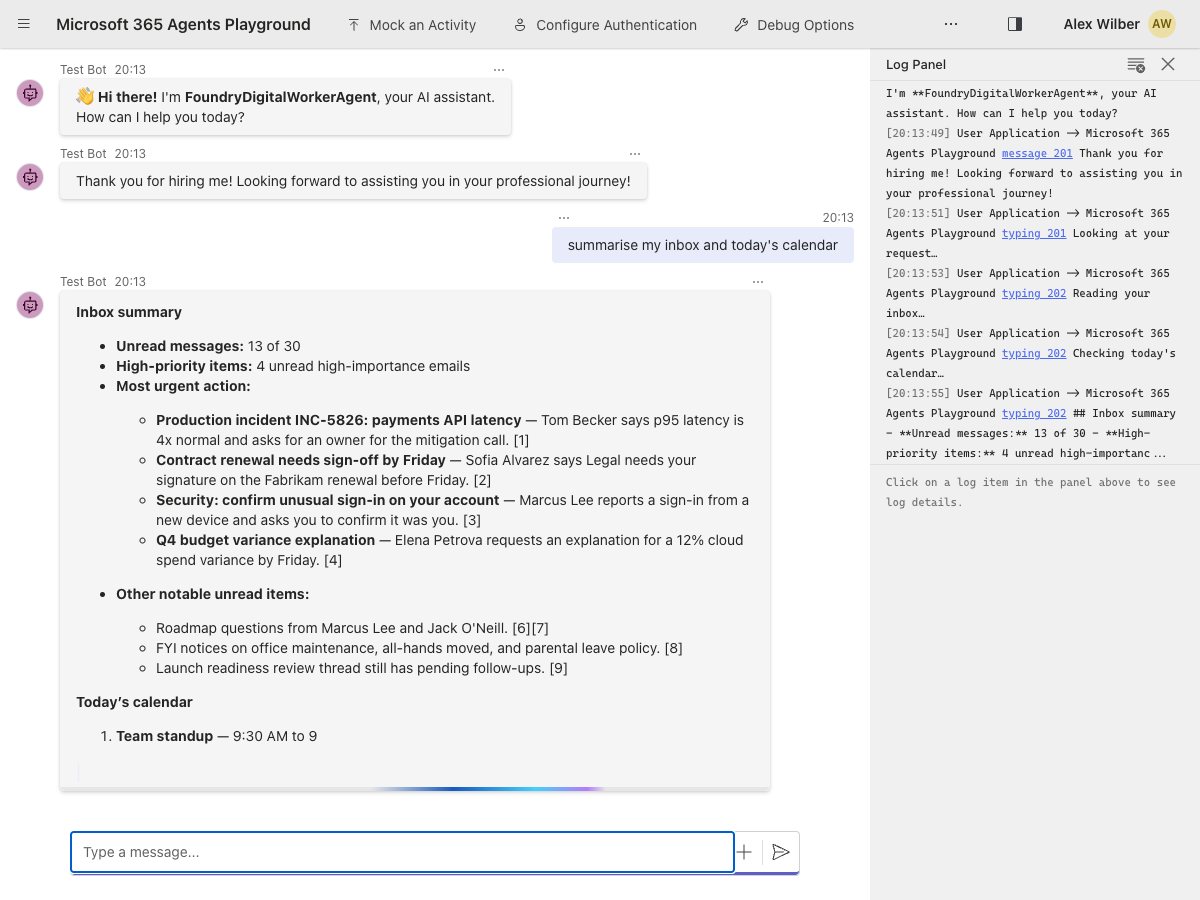 Microsoft 365 Agents Playground
Mock an Activity
Configure Authentication
Debug Options
Alex Wilber
AW
Test Bot 20:13
👋 Hi there! I'm FoundryDigitalWorkerAgent, your AI assistant.
How can I help you today?
Test Bot 20:13
Thank you for hiring me! Looking forward to assisting you in your professional journey!
20:13
summarise my inbox and today's calendar
Test Bot 20:13
Inbox summary
• Unread messages: 13 of 30
• High-priority items: 4 unread high-importance emails
• Most urgent action:
◦ Production incident INC-5826: payments API latency — Tom Becker says p95 latency is
4x normal and asks for an owner for the mitigation call. [1]
◦ Contract renewal needs sign-off by Friday — Sofia Alvarez says Legal needs your
signature on the Fabrikam renewal before Friday. [2]
◦ Security: confirm unusual sign-in on your account — Marcus Lee reports a sign-in from a
new device and asks you to confirm it was you. [3]
◦ Q4 budget variance explanation — Elena Petrova requests an explanation for a 12% cloud
spend variance by Friday. [4]
• Other notable unread items:
◦ Roadmap questions from Marcus Lee and Jack O'Neill. [6][7]
◦ FYI notices on office maintenance, all-hands moved, and parental leave policy. [8]
◦ Launch readiness review thread still has pending follow-ups. [9]
Today’s calendar
1. Team standup — 9:30 AM to 9
Type a message...
Log Panel
I'm **FoundryDigitalWorkerAgent**, your AI
assistant. How can I help you today?
[20:13:49] User Application → Microsoft 365
Agents Playground message 201 Thank you for
hiring me! Looking forward to assisting you in
your professional journey!
[20:13:51] User Application → Microsoft 365
Agents Playground typing 201 Looking at your
request…
[20:13:53] User Application → Microsoft 365
Agents Playground typing 202 Reading your
inbox…
[20:13:54] User Application → Microsoft 365
Agents Playground typing 202 Checking today's
calendar…
[20:13:55] User Application → Microsoft 365
Agents Playground typing 202 ## Inbox summary
- **Unread messages:** 13 of 30 - **High-
priority items:** 4 unread high-importanc...
Click on a log item in the panel above to see
log details.